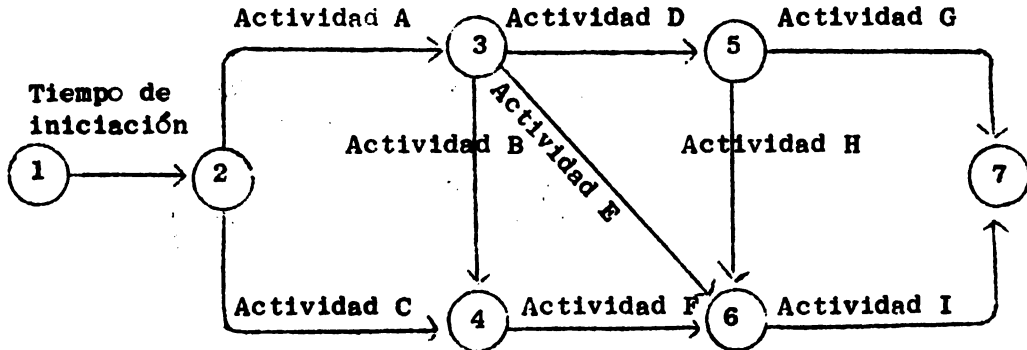 Actividad A
Actividad D
Actividad G
3
5
Tiempo de
iniciación
Actividad E
Actividad B
Actividad H
1
2
7
Actividad C
Actividad F
Actividad I
4
6